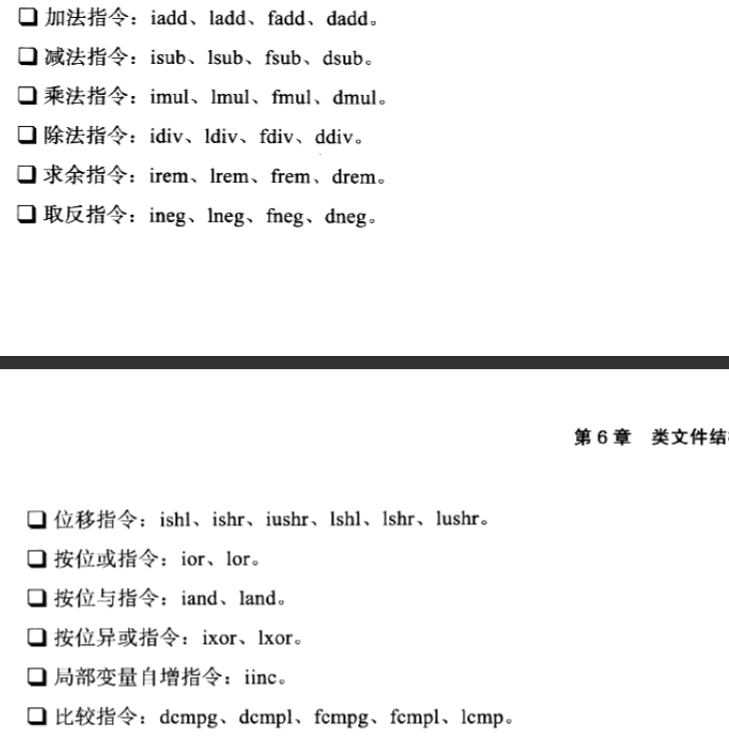 ❑ 加法指令：iadd、ladd、fadd、dadd。
❑ 减法指令：isub、lsub、fsub、dsub。
❑ 乘法指令：imul、lmul、fmul、dmul。
❑ 除法指令：idiv、ldiv、fdiv、ddiv。
❑ 求余指令：irem、lrem、frem、drem。
❑ 取反指令：ineg、lneg、fneg、dneg。
第 6 章 类文件结
❑ 位移指令：ishl、ishr、iushr、lshl、lshr、lushr。
❑ 按位或指令：ior、lor。
❑ 按位与指令：iand、land。
❑ 按位异或指令：ixor、lxor。
❑ 局部变量自增指令：iinc。
❑ 比较指令：dcmpg、dcmpl、fcmpg、fcmpl、lcmp。